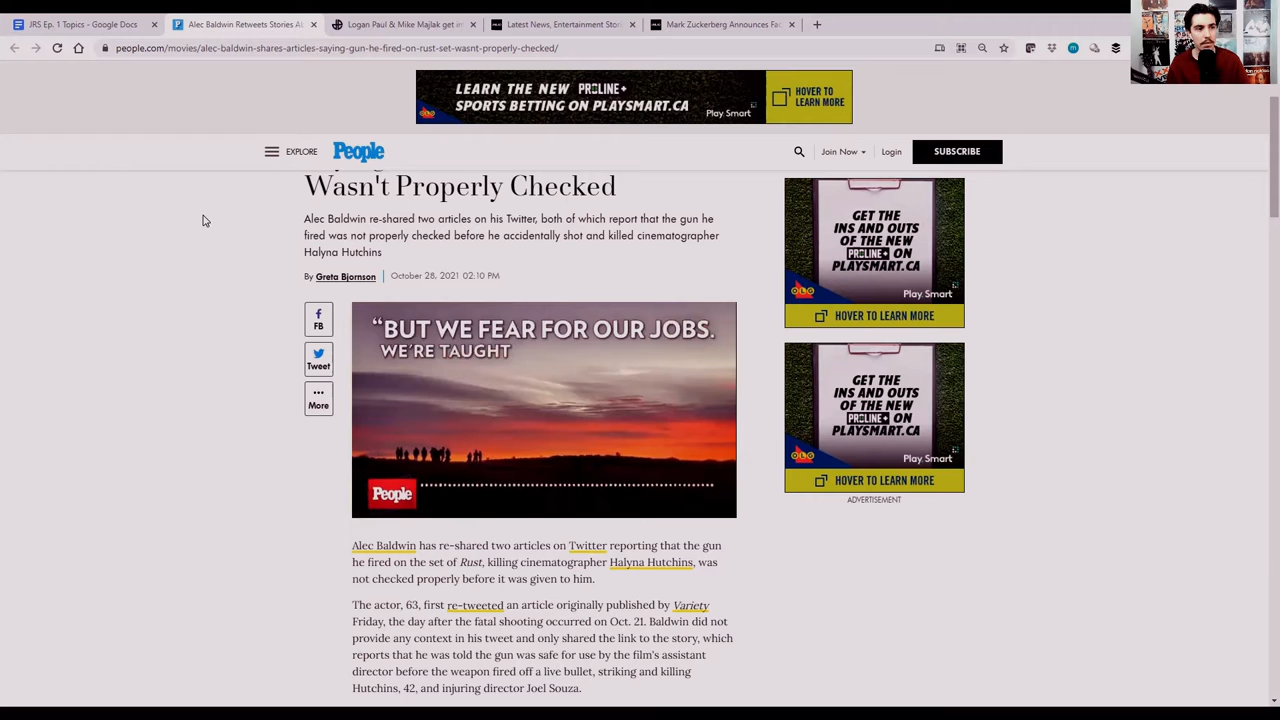 JRS Ep. 1 Topics - Google Docs
Alec Baldwin Retweets Stories Ab
Logan Paul & Mike Majlak get in
Latest News, Entertainment Stori
Mark Zuckerberg Announces Fac
people.com/movies/alec-baldwin-shares-articles-saying-gun-he-fired-on-rust-set-wasnt-properly-checked/
LEARN THE NEW PROLINE+
SPORTS BETTING ON PLAYSMART.CA
OLG
Play Smart
HOVER TO
LEARN MORE
EXPLORE
People
Join Now
Login
SUBSCRIBE
Wasn't Properly Checked
Alec Baldwin re-shared two articles on his Twitter, both of which report that the gun he
fired was not properly checked before he accidentally shot and killed cinematographer
Halyna Hutchins
By Greta Bjornson | October 28, 2021 02:10 PM
FB
Tweet
More
"BUT WE FEAR FOR OUR JOBS.
WE'RE TAUGHT
People
GET THE
INS AND OUTS
OF THE NEW
PROLINE+ ON
PLAYSMART.CA
OLG
Play Smart
HOVER TO LEARN MORE
GET THE
INS AND OUTS
OF THE NEW
PROLINE+ ON
PLAYSMART.CA
OLG
Play Smart
HOVER TO LEARN MORE
ADVERTISEMENT
Alec Baldwin has re-shared two articles on Twitter reporting that the gun
he fired on the set of Rust, killing cinematographer Halyna Hutchins, was
not checked properly before it was given to him.
The actor, 63, first re-tweeted an article originally published by Variety
Friday, the day after the fatal shooting occurred on Oct. 21. Baldwin did not
provide any context in his tweet and only shared the link to the story, which
reports that he was told the gun was safe for use by the film's assistant
director before the weapon fired off a live bullet, striking and killing
Hutchins, 42, and injuring director Joel Souza.